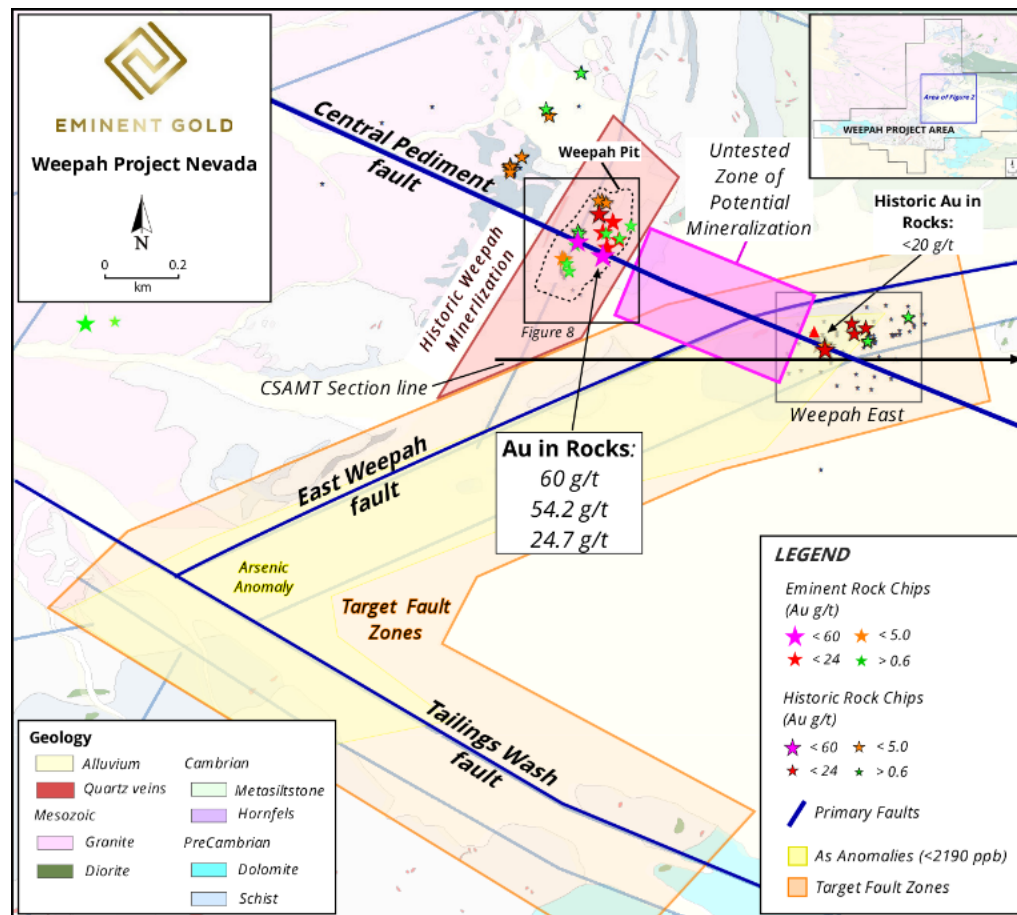 EMINENT GOLD
Weepah Project Nevada
N
0 0.2
km
Central Pediment
fault
Weepah Pit
Untested
Zone of
Potential
Mineralization
Area of Figure 2
WEEPAH PROJECT AREA
Historic Au in
Rocks:
<20 g/t
Historic Weepah
Minerlization
Figure 8
CSAMT Section line
Weepah East
Au in Rocks:
60 g/t
54.2 g/t
24.7 g/t
East Weepah
fault
Arsenic
Anomaly
Target Fault
Zones
Tailings Wash
fault
Geology
Alluvium
Quartz veins
Mesozoic
Granite
Diorite
Cambrian
Metasiltstone
Hornfels
PreCambrian
Dolomite
Schist
LEGEND
Eminent Rock Chips
(Au g/t)
< 60 < 5.0
< 24 > 0.6
Historic Rock Chips
(Au g/t)
< 60 < 5.0
< 24 > 0.6
Primary Faults
As Anomalies (<2190 ppb)
Target Fault Zones